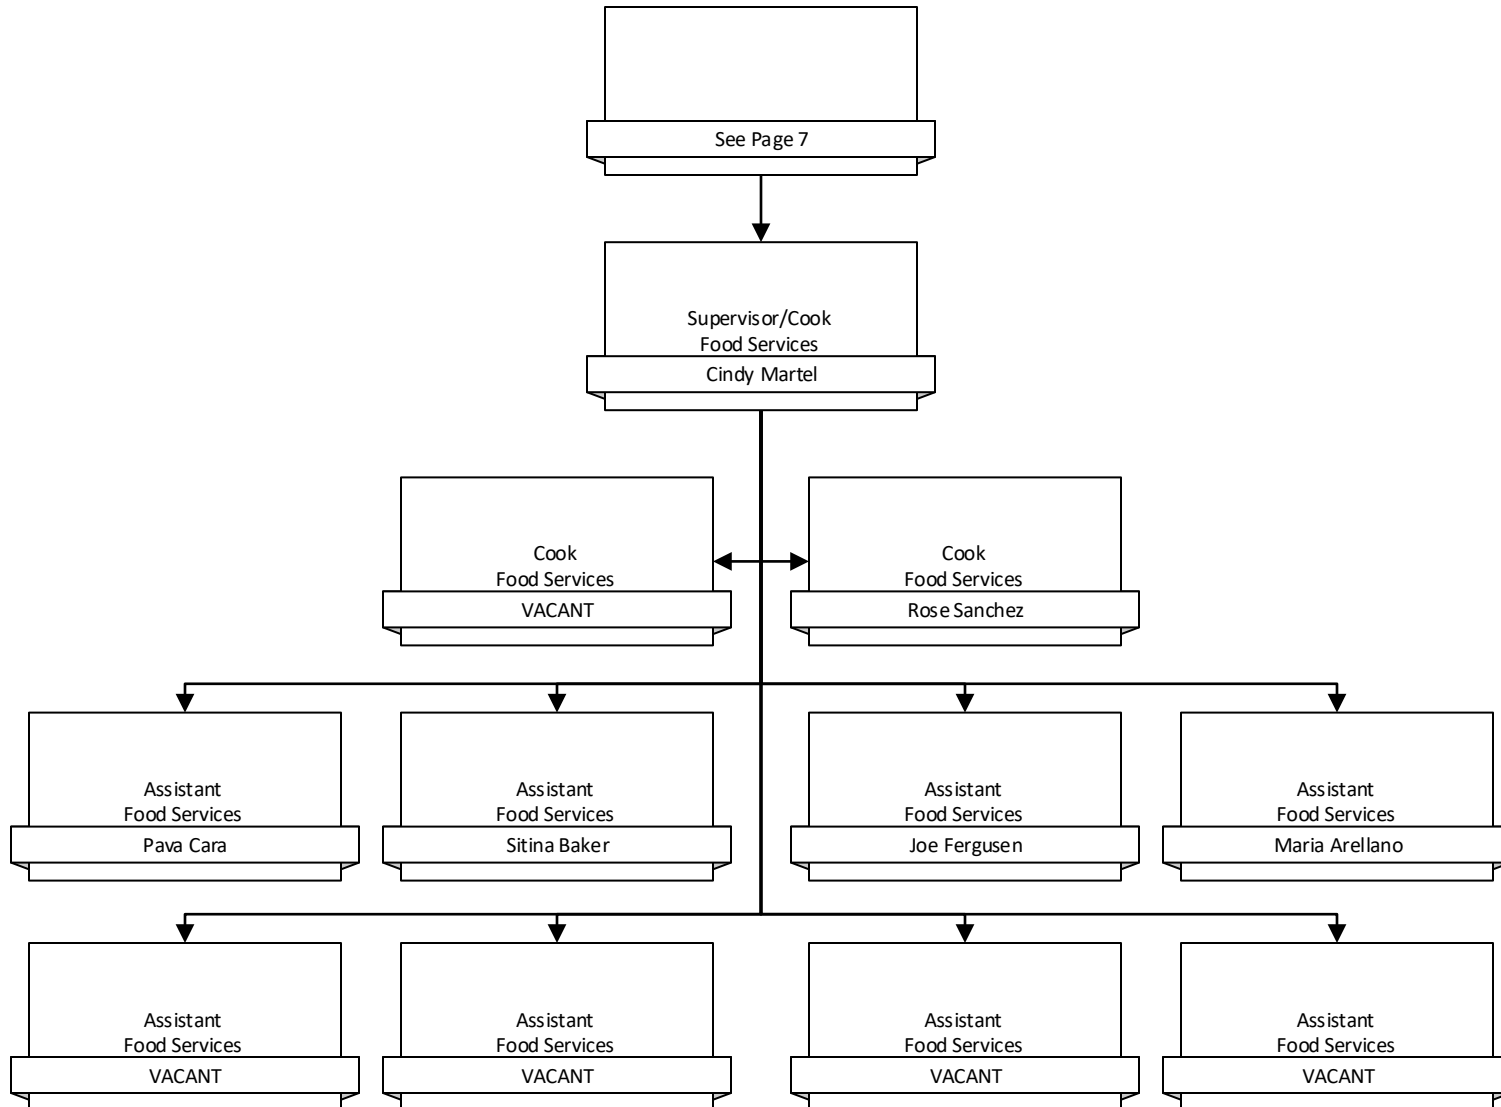 See Page 7
Supervisor/Cook
Food Services
Cindy Martel
Cook
Food Services
VACANT
Cook
Food Services
Rose Sanchez
Assistant
Food Services
Pava Cara
Assistant
Food Services
Sitina Baker
Assistant
Food Services
Joe Fergusen
Assistant
Food Services
Maria Arellano
Assistant
Food Services
VACANT
Assistant
Food Services
VACANT
Assistant
Food Services
VACANT
Assistant
Food Services
VACANT